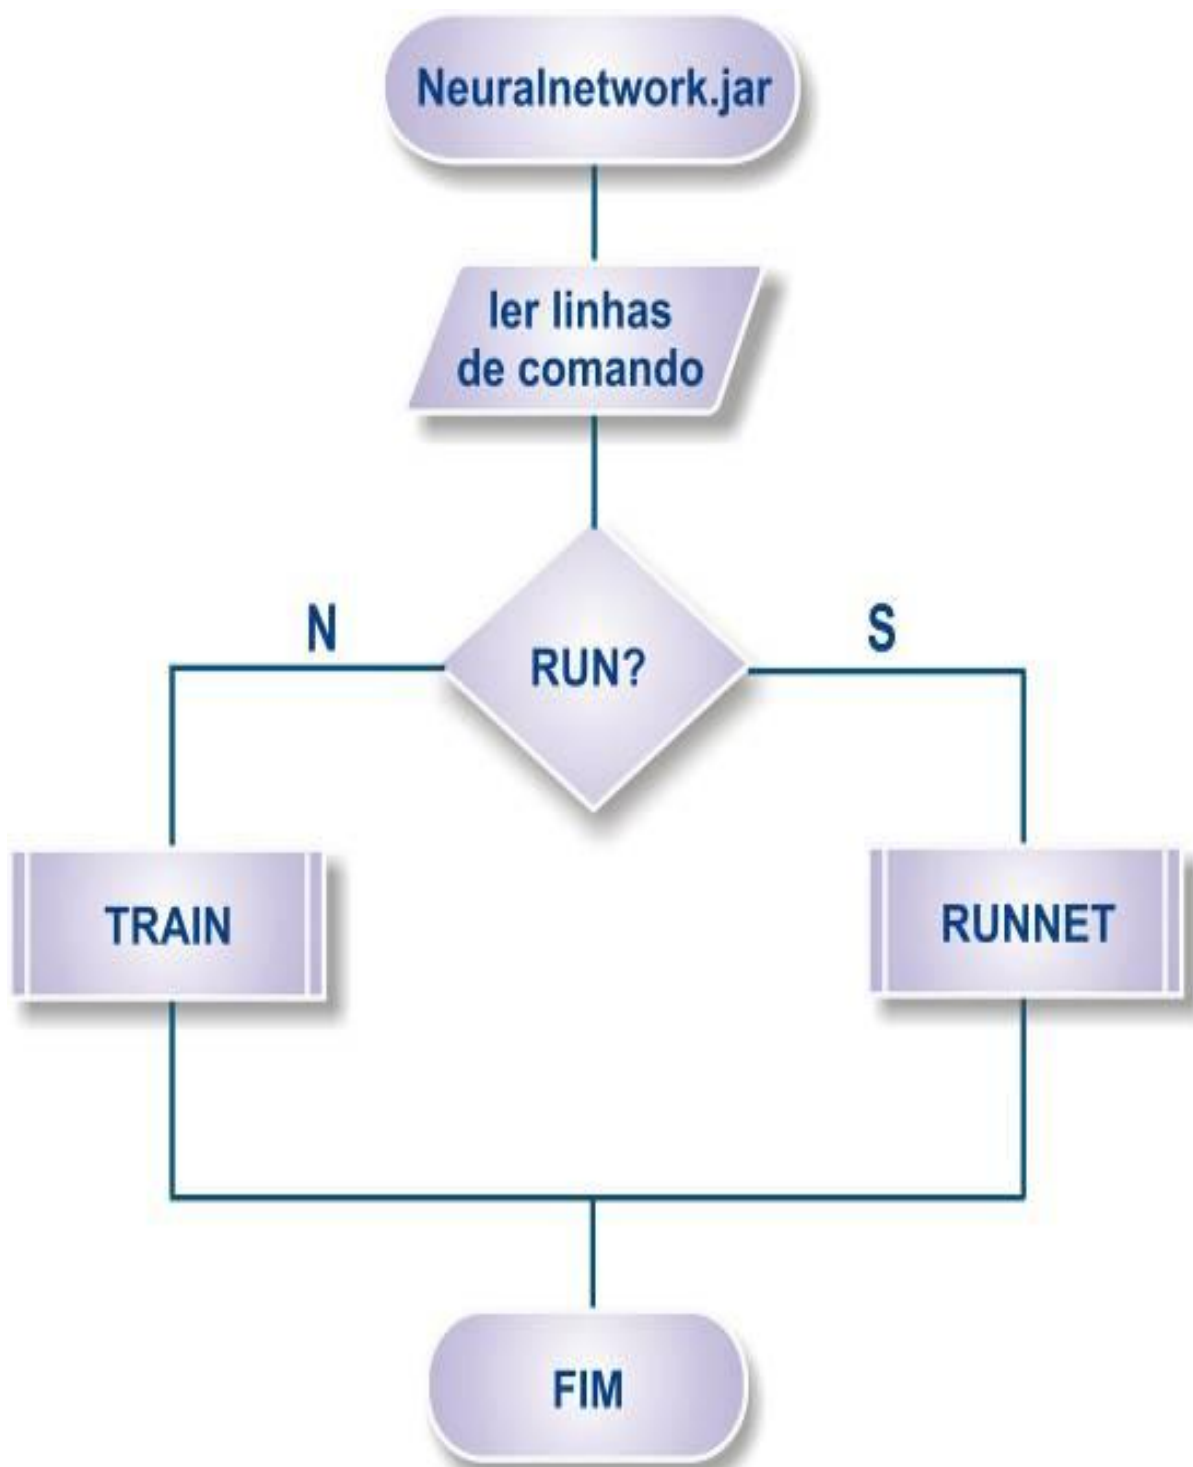 Neuralnetwork.jar
ler linhas
de comando
N
S
RUN?
TRAIN
RUNNET
FIM